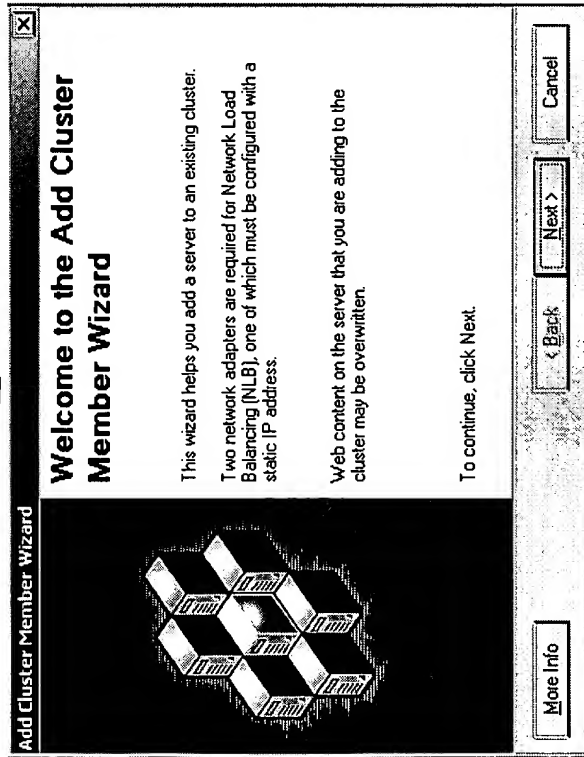 Add Cluster Member Wizard
Welcome to the Add Cluster
Member Wizard
This wizard helps you add a server to an existing cluster.
Two network adapters are required for Network Load
Balancing (NLB), one of which must be configured with a
static IP address.
Web content on the server that you are adding to the
cluster may be overwritten.
To continue, click Next.
More Info
< Back
Next >
Cancel